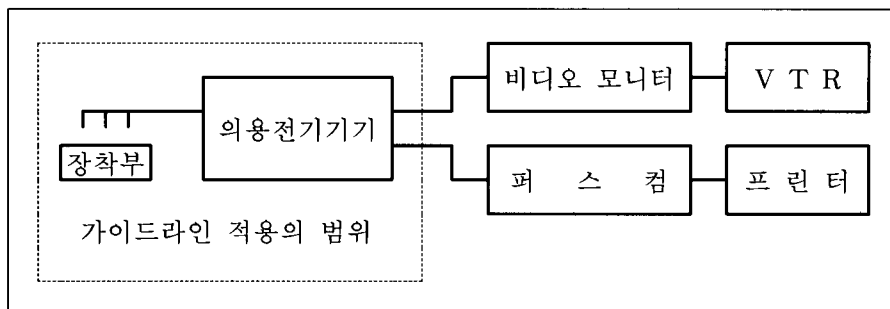 비디오 모니터
V T R
의용전기기기
장착부
퍼 스 컴
프 린 터
가이드라인 적용의 범위